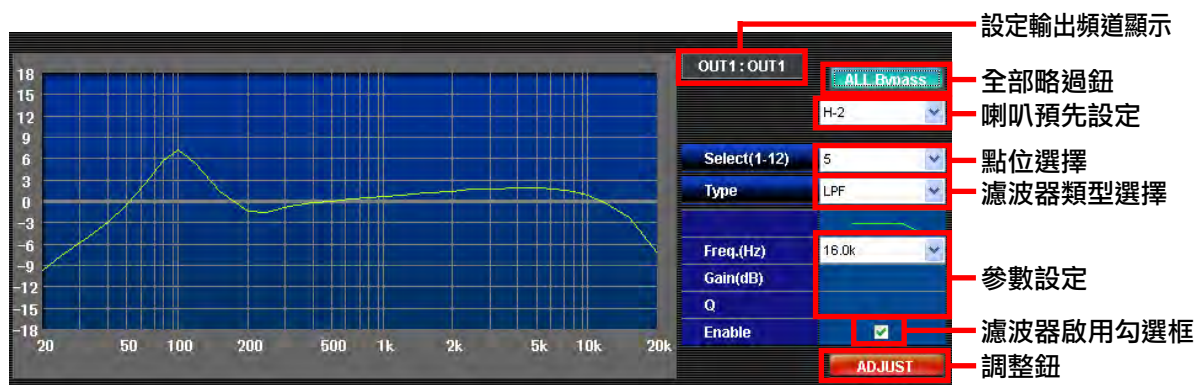 設定輸出頻道顯示
OUT1 : OUT1
ALL Bypass
全部略過鈕
H-2
喇叭預先設定
Select(1-12)
5
點位選擇
Type
LPF
濾波器類型選擇
Freq.(Hz)
16.0k
Gain(dB)
參數設定
Q
Enable
濾波器啟用勾選框
ADJUST
調整鈕
18
15
12
9
6
3
0
-3
-6
-9
-12
-15
-18
20 50 100 200 500 1k 2k 5k 10k 20k